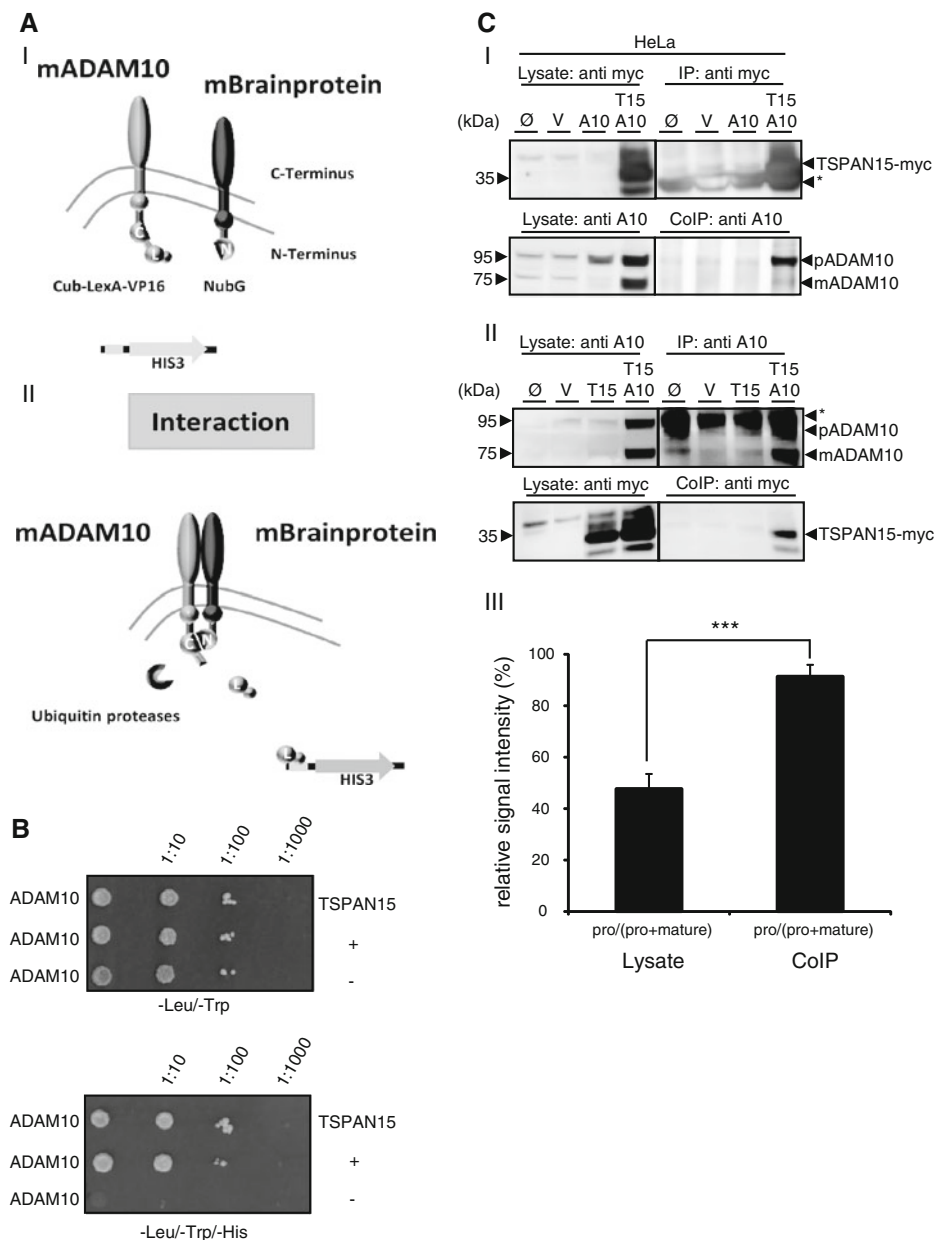 A
I
mADAM10
mBrainprotein
C-Terminus
N-Terminus
C
L
N
Cub-LexA-VP16
NubG
HIS3
II
Interaction
mADAM10
mBrainprotein
C N
L
Ubiquitin proteases
L
HIS3
B
1:10 1:100 1:1000
ADAM10 TSPAN15
ADAM10 +
ADAM10 -
-Leu/-Trp
1:10 1:100 1:1000
ADAM10 TSPAN15
ADAM10 +
ADAM10 -
-Leu/-Trp/-His
C
I
HeLa
Lysate: anti myc IP: anti myc
T15 T15
(kDa) Ø V A10 A10 Ø V A10 A10
TSPAN15-myc
35 *
Lysate: anti A10 CoIP: anti A10
95 pADAM10
75 mADAM10
II
Lysate: anti A10 IP: anti A10
T15 T15
(kDa) Ø V T15 A10 Ø V T15 A10
*
95 pADAM10
75 mADAM10
Lysate: anti myc CoIP: anti myc
35 TSPAN15-myc
III
***
relative signal intensity (%)
100
80
60
40
20
0
pro/(pro+mature) pro/(pro+mature)
Lysate CoIP